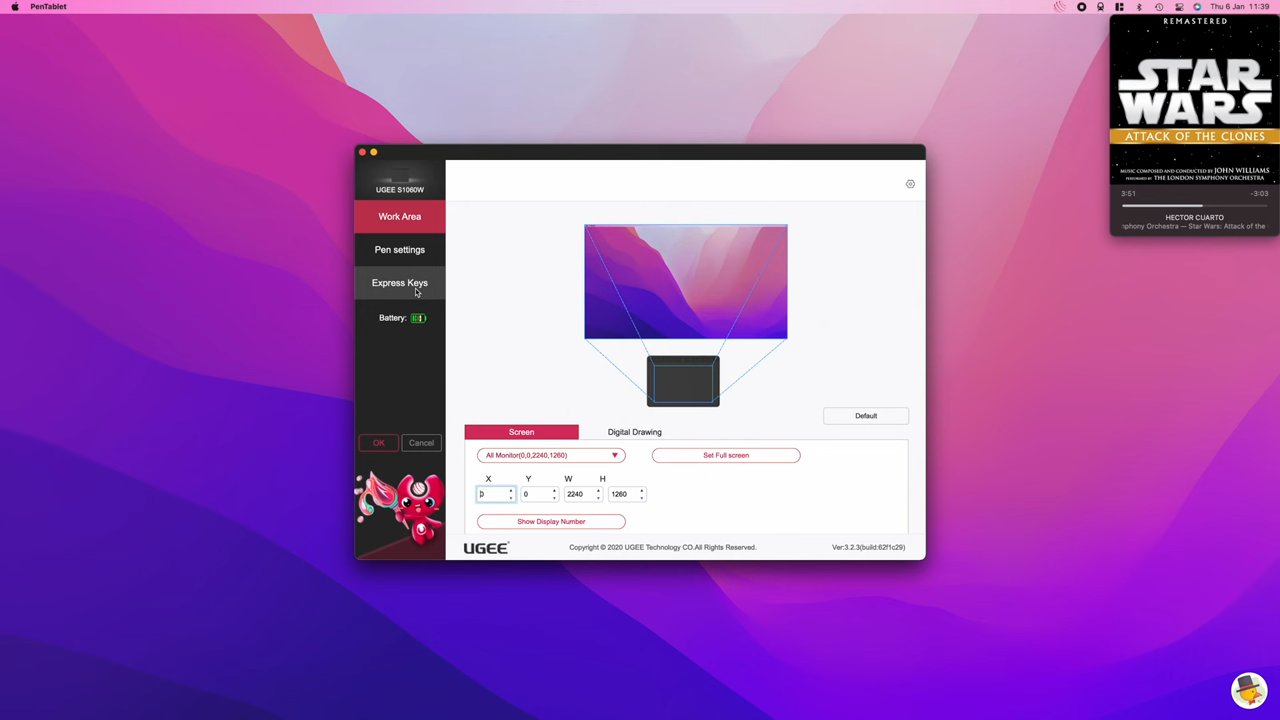 PenTablet
Thu 6 Jan 11:39
REMASTERED
STAR
WARS
ATTACK OF THE CLONES
MUSIC COMPOSED AND CONDUCTED BY JOHN WILLIAMS
PERFORMED BY THE LONDON SYMPHONY ORCHESTRA
3:51
-3:03
HECTOR CUARTO
phony Orchestra — Star Wars: Attack of the
UGEE S1060W
Work Area
Pen settings
Express Keys
Battery:
OK
Cancel
Default
Screen
Digital Drawing
All Monitor(0,0,2240,1260)
Set Full screen
X Y W H
0 0 2240 1260
Show Display Number
UGEE®
Copyright © 2020 UGEE Technology CO.All Rights Reserved.
Ver:3.2.3(build:62f1c29)